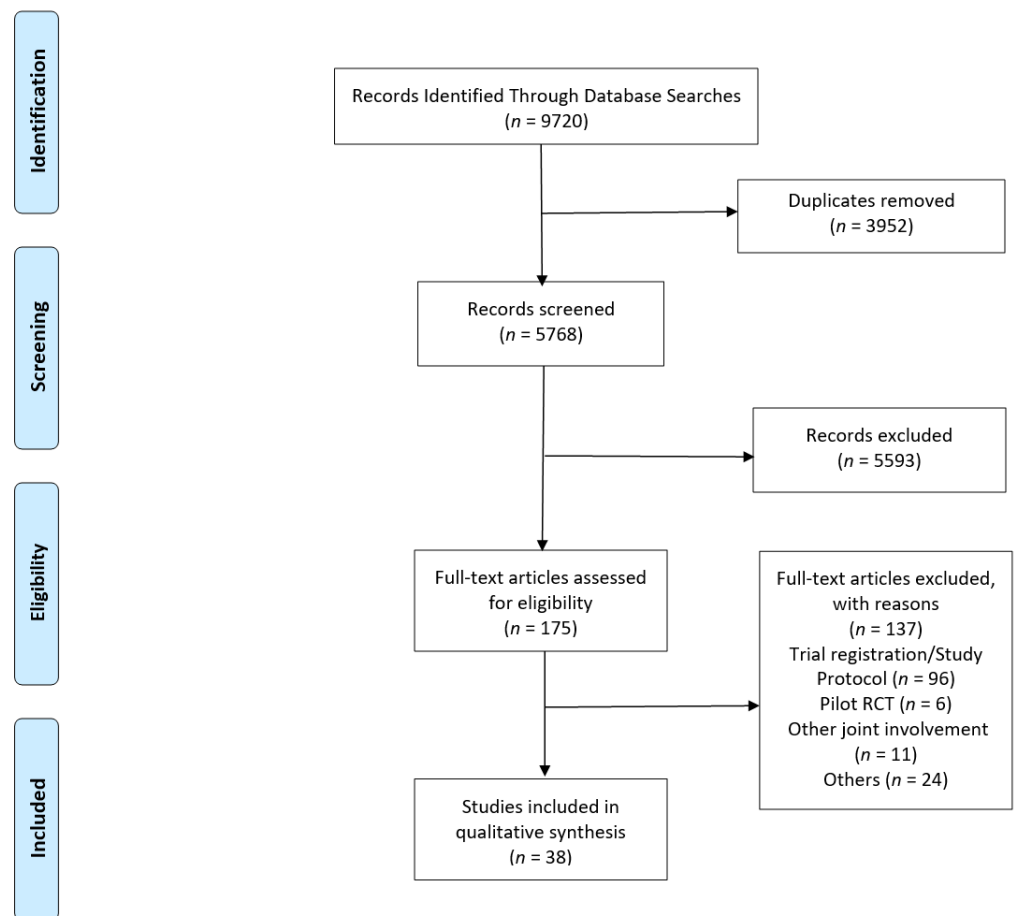 Identification
Records Identified Through Database Searches
(n = 9720)
Duplicates removed
(n = 3952)
Screening
Records screened
(n = 5768)
Records excluded
(n = 5593)
Eligibility
Full-text articles assessed
for eligibility
(n = 175)
Full-text articles excluded,
with reasons
(n = 137)
Trial registration/Study
Protocol (n = 96)
Pilot RCT (n = 6)
Other joint involvement
(n = 11)
Others (n = 24)
Included
Studies included in
qualitative synthesis
(n = 38)